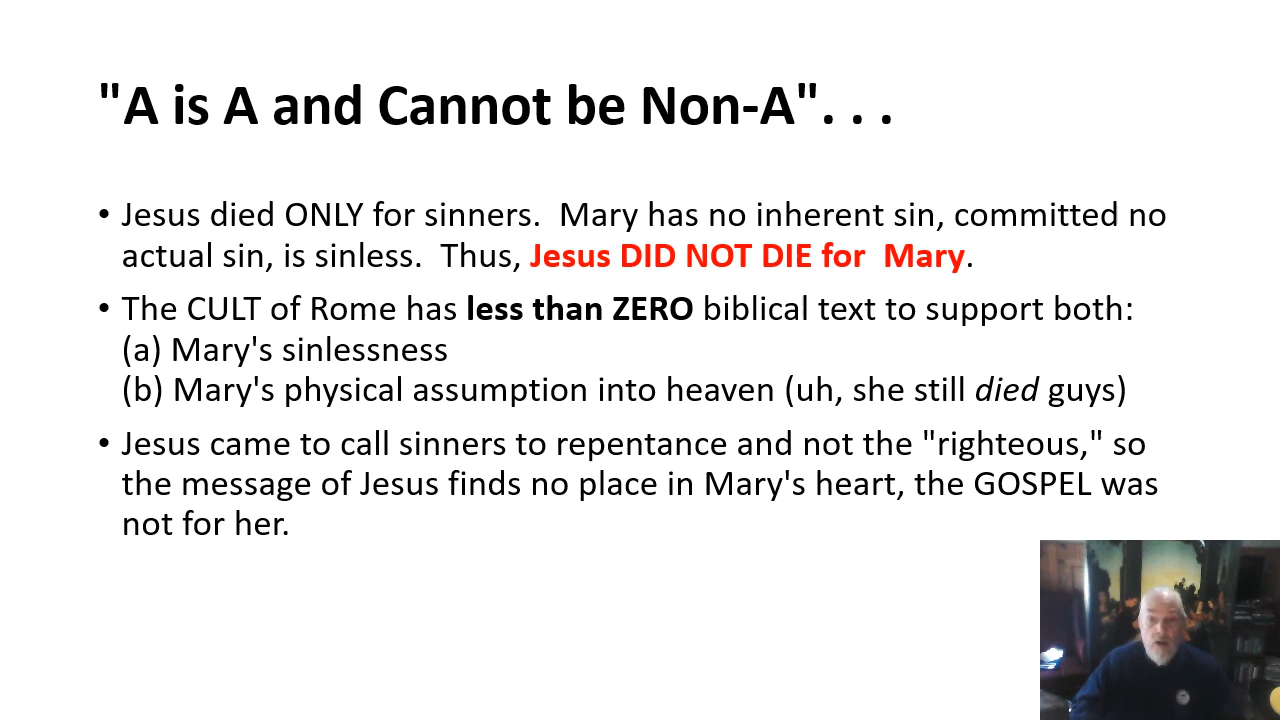 "A is A and Cannot be Non-A". . .
• Jesus died ONLY for sinners.  Mary has no inherent sin, committed no
actual sin, is sinless.  Thus, Jesus DID NOT DIE for  Mary.
• The CULT of Rome has less than ZERO biblical text to support both:
(a) Mary's sinlessness
(b) Mary's physical assumption into heaven (uh, she still died guys)
• Jesus came to call sinners to repentance and not the "righteous," so
the message of Jesus finds no place in Mary's heart, the GOSPEL was
not for her.